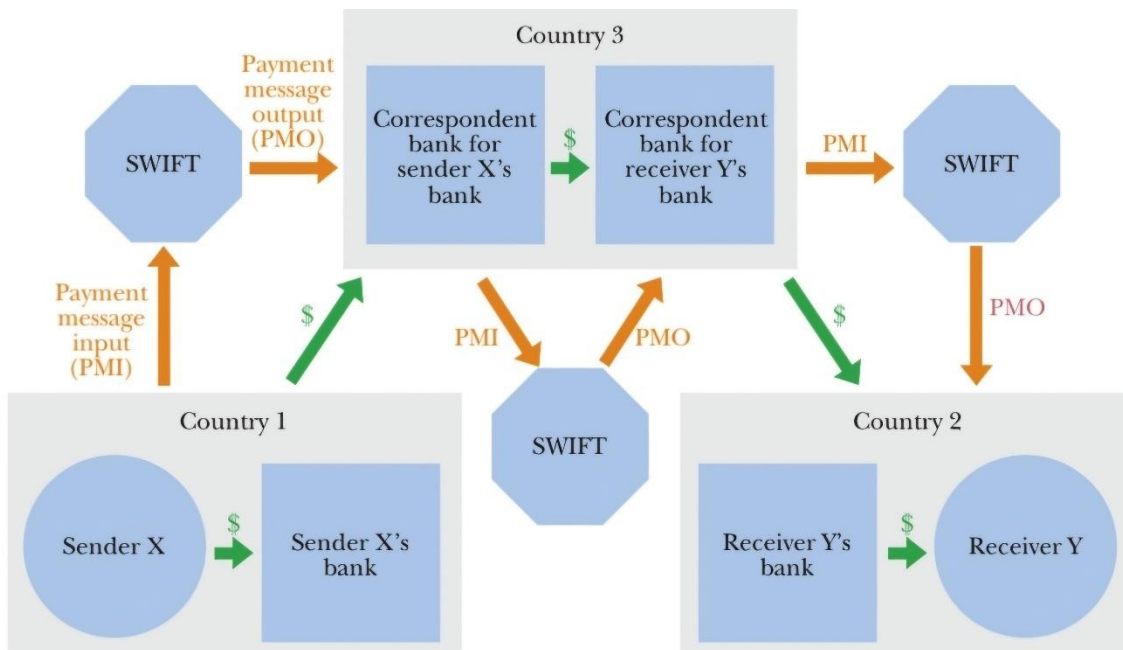 Country 3
Payment
message
output
(PMO)
SWIFT
Correspondent
bank for
sender X's
bank
$
Correspondent
bank for
receiver Y's
bank
PMI
SWIFT
Payment
message
input
(PMI)
$
PMI
PMO
$
PMO
SWIFT
Country 1
Sender X
$
Sender X's
bank
Country 2
Receiver Y's
bank
$
Receiver Y